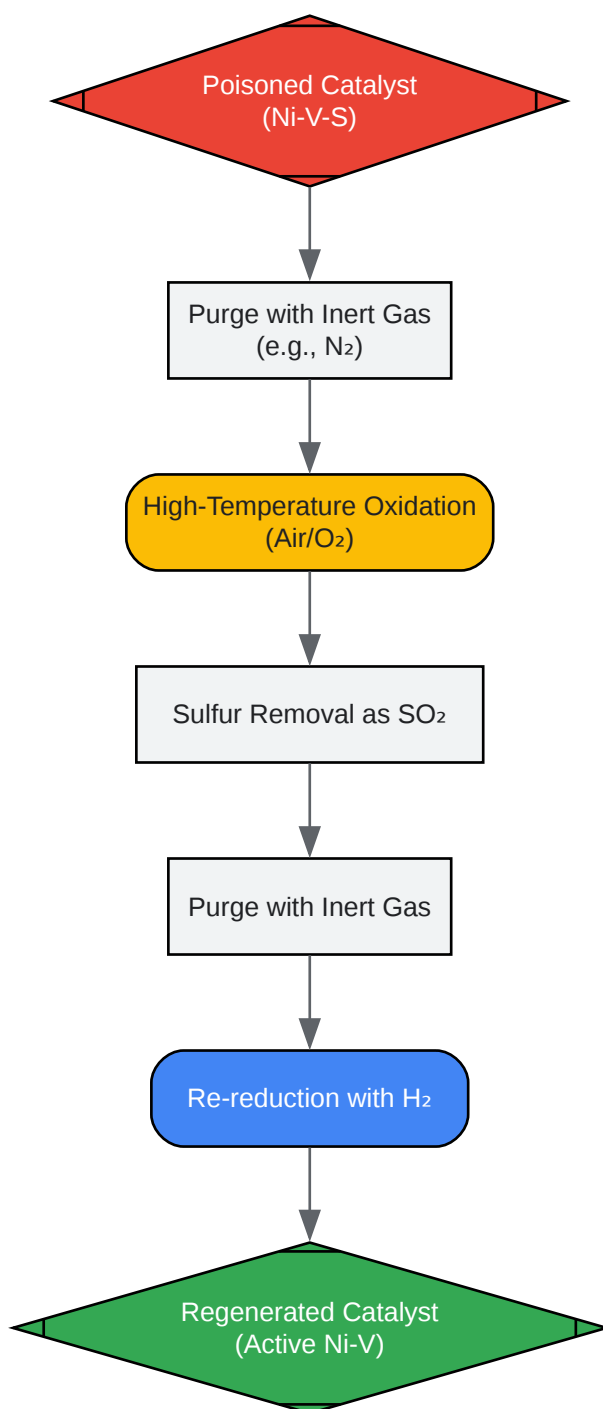 Poisoned Catalyst
(Ni-V-S)
Purge with Inert Gas
(e.g., N₂)
High-Temperature Oxidation
(Air/O₂)
Sulfur Removal as SO₂
Purge with Inert Gas
Re-reduction with H₂
Regenerated Catalyst
(Active Ni-V)